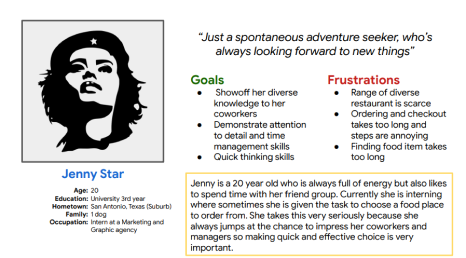 “Just a spontaneous adventure seeker, who’s
always looking forward to new things”
Goals
● Showoff her diverse
knowledge to her
coworkers
● Demonstrate attention
to detail and time
management skills
● Quick thinking skills
Frustrations
● Range of diverse
restaurant is scarce
● Ordering and checkout
takes too long and
steps are annoying
● Finding food item takes
too long
Jenny Star
Age: 20
Education: University 3rd year
Hometown: San Antonio, Texas (Suburb)
Family: 1 dog
Occupation: Intern at a Marketing and
Graphic agency
Jenny is a 20 year old who is always full of energy but also likes
to spend time with her friend group. Currently she is interning
where sometimes she is given the task to choose a food place
to order from. She takes this very seriously because she
always jumps at the chance to impress her coworkers and
managers so making quick and effective choice is very
important.